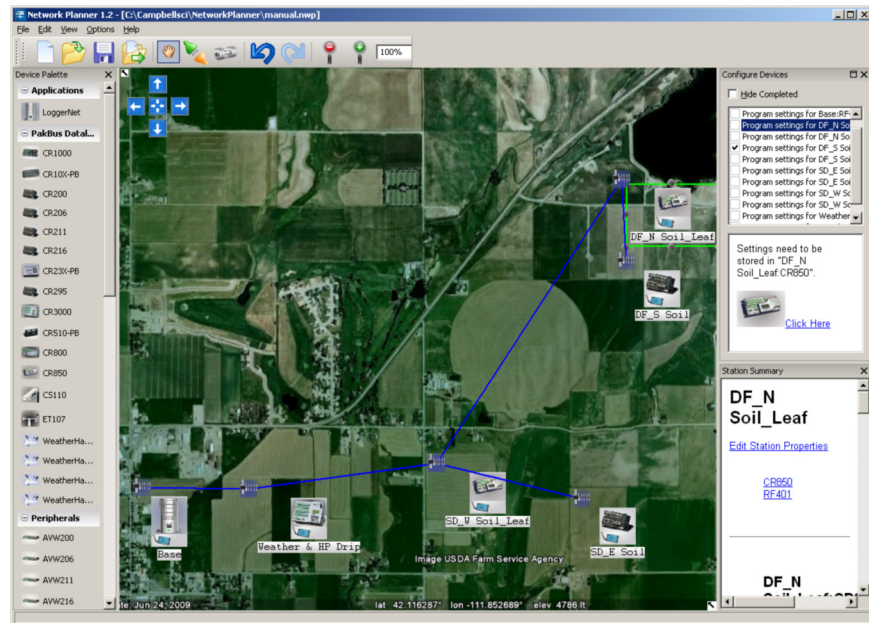 Network Planner 1.2 - [C:\Campbellsci\NetworkPlanner\manual.nwp]
File Edit View Options Help
100%
Device Palette
Applications
LoggerNet
PakBus Datal...
CR1000
CR10X-PB
CR200
CR206
CR211
CR216
CR23X-PB
CR295
CR3000
CR510-PB
CR800
CR850
CS110
ET107
WeatherHa...
WeatherHa...
WeatherHa...
WeatherHa...
Peripherals
AVW200
AVW206
AVW211
AVW216
DF_N Soil_Leaf
DF_S Soil
SD_W Soil_Leaf
SD_E Soil
Weather & HP Drip
Base
Image USDA Farm Service Agency
te: Jun 24, 2009 lat 42.116287° lon -111.852689° elev 4786 ft
Configure Devices
Hide Completed
Program settings for Base:RF
Program settings for DF_N Soi
Program settings for DF_N Soi
Program settings for DF_S Soi
Program settings for DF_S Soi
Program settings for SD_E Soi
Program settings for SD_E Soi
Program settings for SD_W Sc
Program settings for SD_W Sc
Program settings for Weather
Settings need to be
stored in "DF_N
Soil_Leaf:CR850".
Click Here
Station Summary
DF_N
Soil_Leaf
Edit Station Properties
CR850
RF401
DF_N